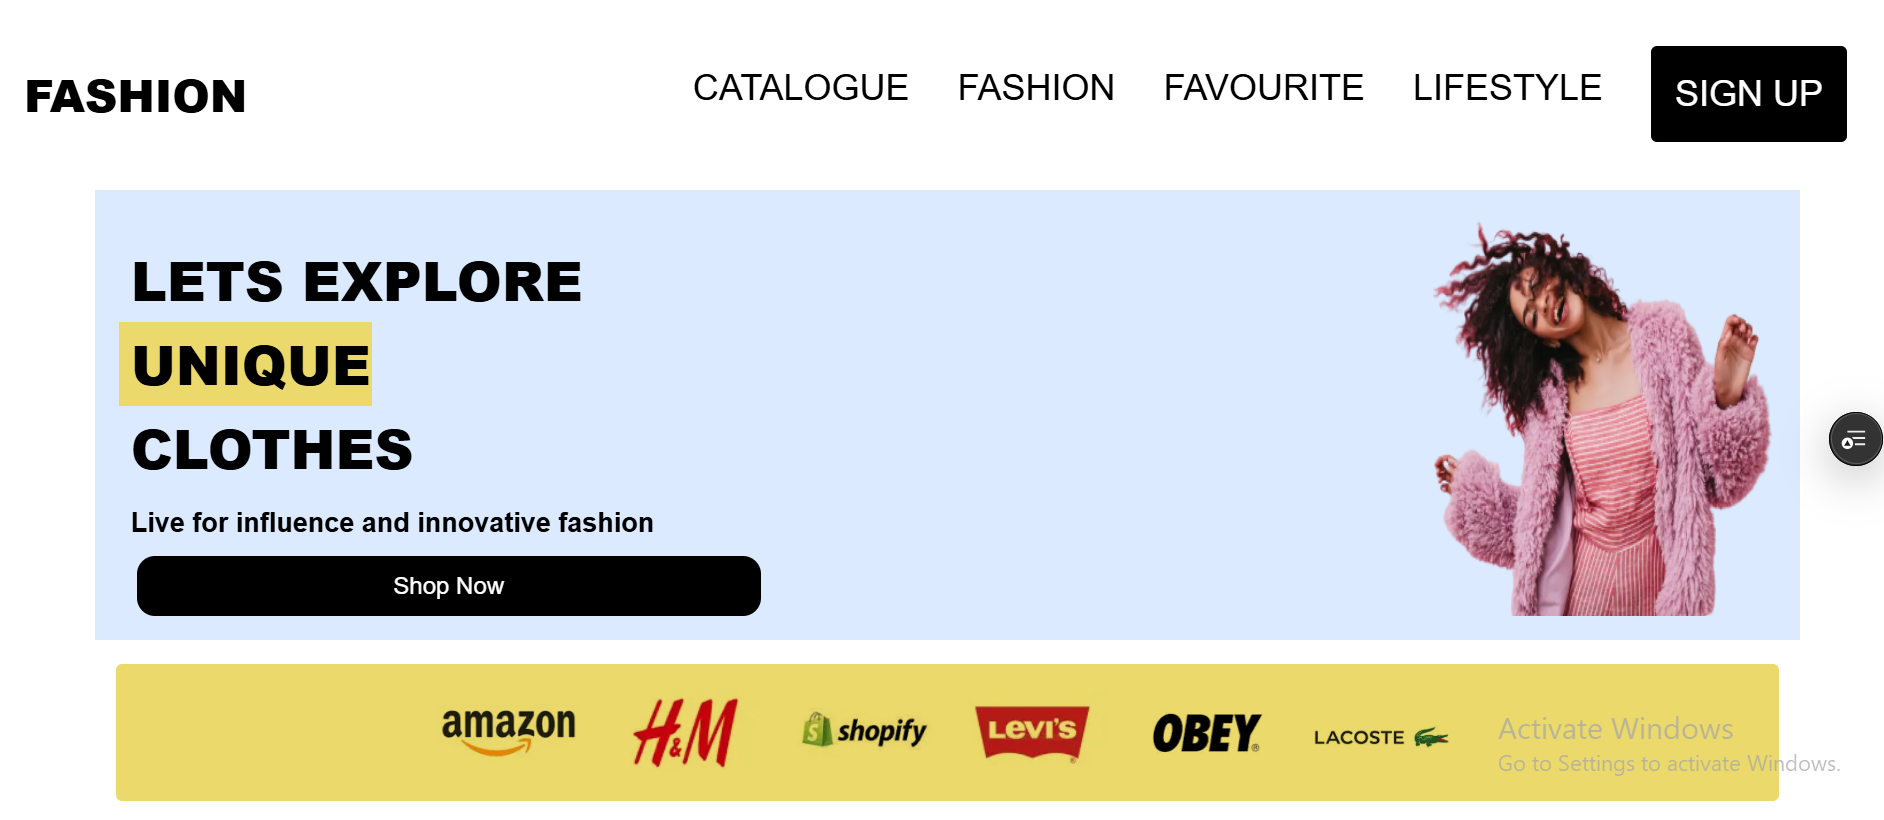 FASHION
CATALOGUE FASHION FAVOURITE LIFESTYLE SIGN UP
LETS EXPLORE
UNIQUE
CLOTHES
Live for influence and innovative fashion
Shop Now
amazon H&M shopify LEVI'S ® OBEY ® LACOSTE
Activate Windows
Go to Settings to activate Windows.